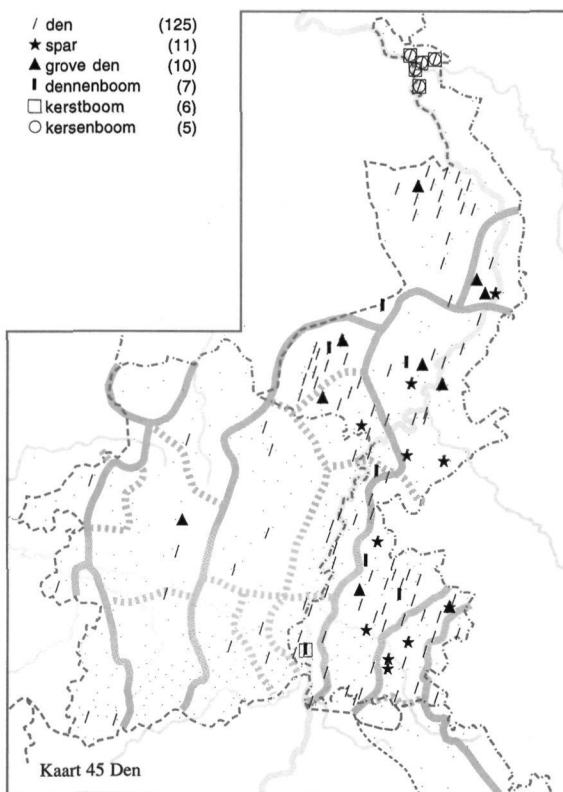 den (125)
spar (11)
grove den (10)
dennenboom (7)
kerstboom (6)
kersenboom (5)
Kaart 45 Den